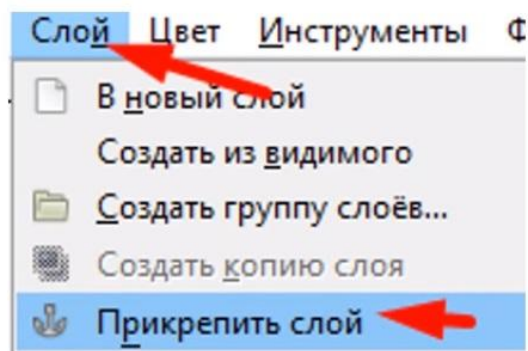 Слой Цвет Инструменты Ф
В новый слой
Создать из видимого
Создать группу слоёв...
Создать копию слоя
Прикрепить слой